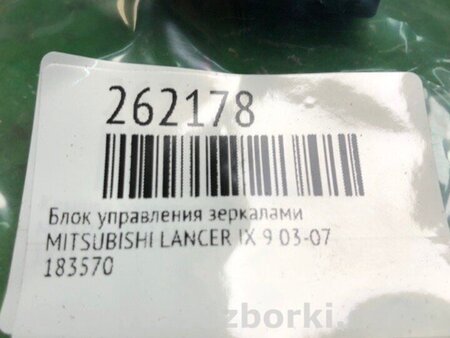 262178
Блок управления зеркалами
MITSUBISHI LANCER IX 9 03-07
183570
zborki.